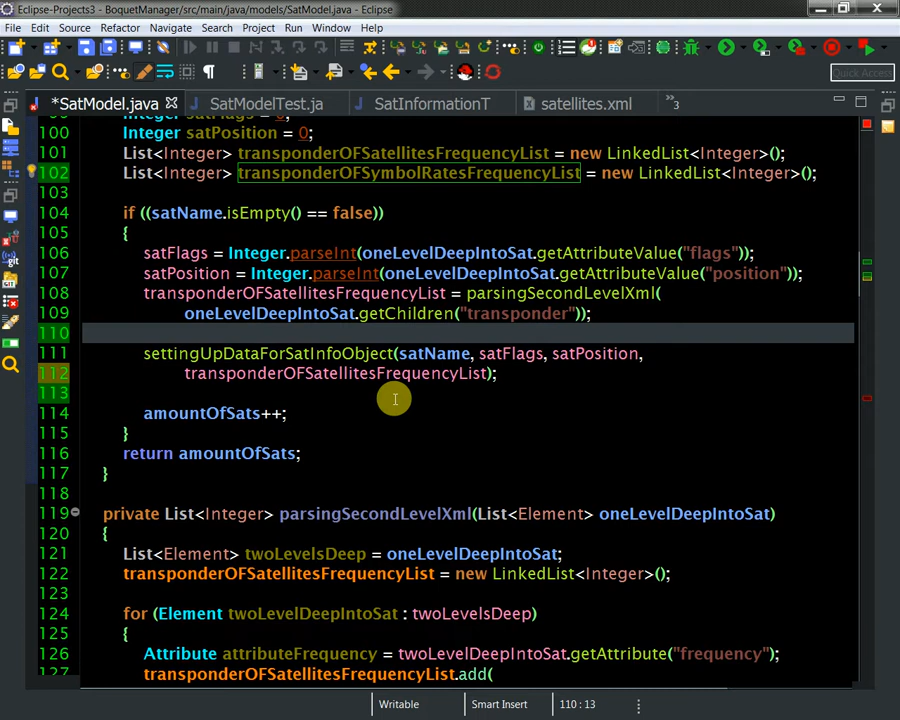 Eclipse-Projects3 - BoquetManager/src/main/java/models/SatModel.java - Eclipse
File Edit Source Refactor Navigate Search Project Run Window Help
Quick Access
*SatModel.java SatModelTest.ja SatInformationT satellites.xml »3
100 Integer satPosition = 0;
101 List<Integer> transponderOFSatellitesFrequencyList = new LinkedList<Integer>();
102 List<Integer> transponderOFSymbolRatesFrequencyList = new LinkedList<Integer>();
103
104 if ((satName.isEmpty() == false))
105 {
106 satFlags = Integer.parseInt(oneLevelDeepIntoSat.getAttributeValue("flags"));
107 satPosition = Integer.parseInt(oneLevelDeepIntoSat.getAttributeValue("position"));
108 transponderOFSatellitesFrequencyList = parsingSecondLevelXml(
109 oneLevelDeepIntoSat.getChildren("transponder"));
110
111 settingUpDataForSatInfoObject(satName, satFlags, satPosition,
112 transponderOFSatellitesFrequencyList);
113
114 amountOfSats++;
115 }
116 return amountOfSats;
117 }
118
119 private List<Integer> parsingSecondLevelXml(List<Element> oneLevelDeepIntoSat)
120 {
121 List<Element> twoLevelsDeep = oneLevelDeepIntoSat;
122 transponderOFSatellitesFrequencyList = new LinkedList<Integer>();
123
124 for (Element twoLevelDeepIntoSat : twoLevelsDeep)
125 {
126 Attribute attributeFrequency = twoLevelDeepIntoSat.getAttribute("frequency");
127 transponderOFSatellitesFrequencyList.add(
Writable Smart Insert 110 : 13